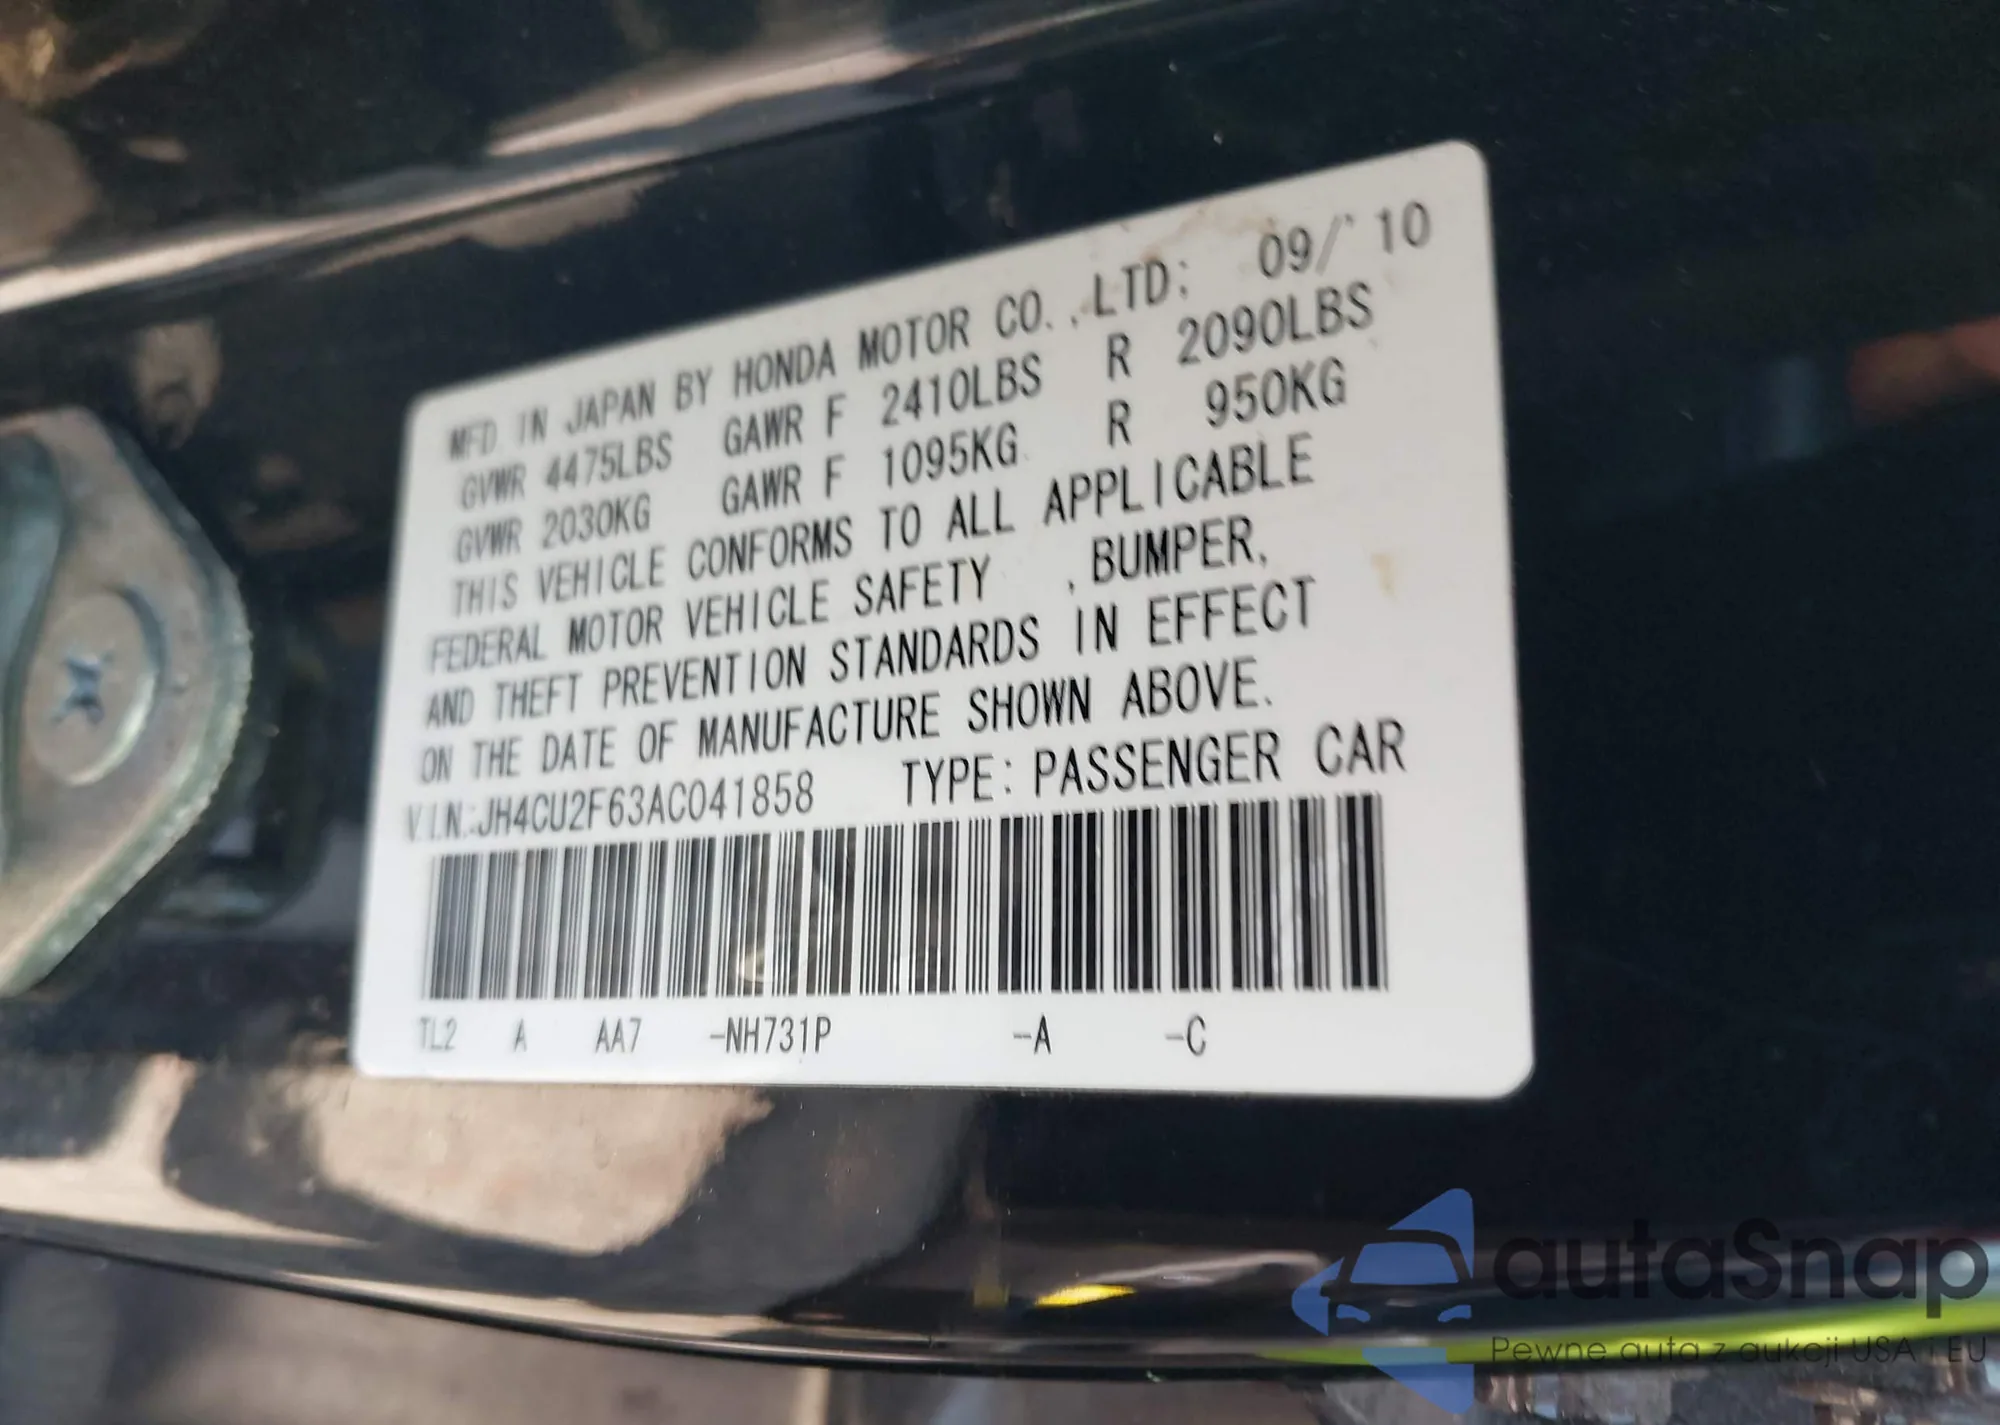 MFD IN JAPAN BY HONDA MOTOR CO.,LTD: 09/'10
GVWR 4475LBS GAWR F 2410LBS R 2090LBS
GVWR 2030KG GAWR F 1095KG R 950KG
THIS VEHICLE CONFORMS TO ALL APPLICABLE
FEDERAL MOTOR VEHICLE SAFETY , BUMPER,
AND THEFT PREVENTION STANDARDS IN EFFECT
ON THE DATE OF MANUFACTURE SHOWN ABOVE.
V.I.N.:JH4CU2F63AC041858 TYPE: PASSENGER CAR
TL2 A AA7 -NH731P -A -C
autaSnap
Pewne auta z aukcji USA i EU